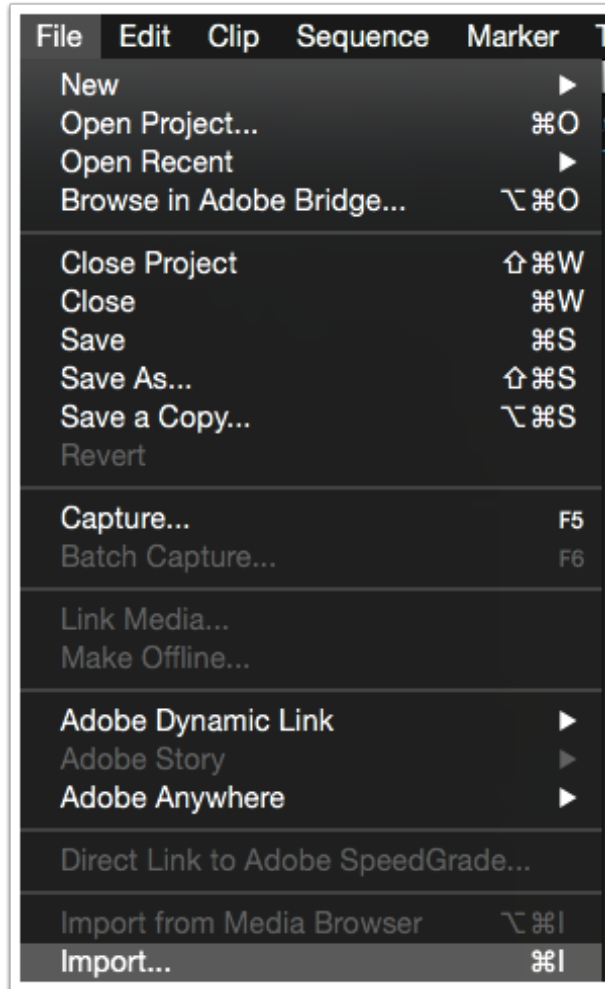 File Edit Clip Sequence Marker
New ▶
Open Project... ⌘O
Open Recent ▶
Browse in Adobe Bridge... ⌥⌘O
Close Project ⇧⌘W
Close ⌘W
Save ⌘S
Save As... ⇧⌘S
Save a Copy... ⌥⌘S
Revert
Capture... F5
Batch Capture... F6
Link Media...
Make Offline...
Adobe Dynamic Link ▶
Adobe Story ▶
Adobe Anywhere ▶
Direct Link to Adobe SpeedGrade...
Import from Media Browser ⌥⌘I
Import... ⌘I